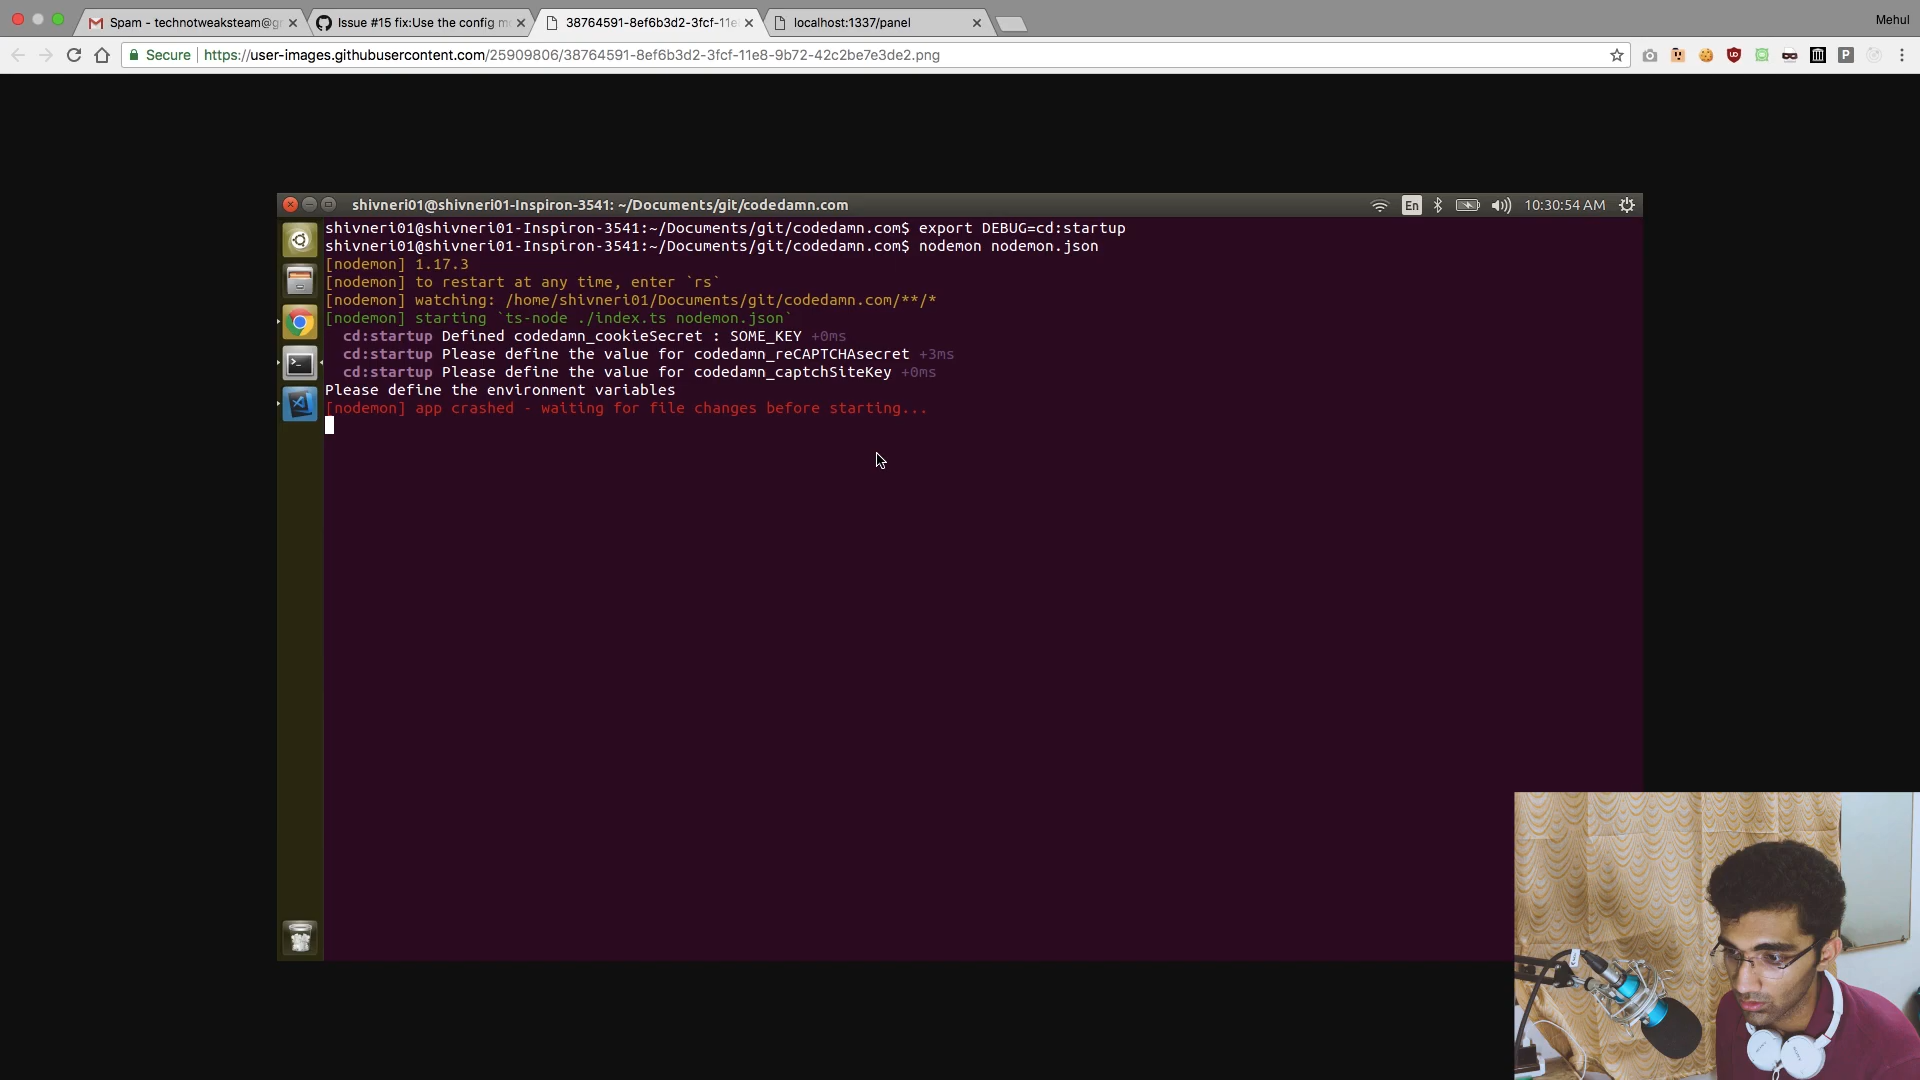 Spam - technotweaksteam@g
Issue #15 fix:Use the config m
38764591-8ef6b3d2-3fcf-11e
localhost:1337/panel
Mehul
Secure
https://user-images.githubusercontent.com/25909806/38764591-8ef6b3d2-3fcf-11e8-9b72-42c2be7e3de2.png
shivneri01@shivneri01-Inspiron-3541: ~/Documents/git/codedamn.com
En
10:30:54 AM
shivneri01@shivneri01-Inspiron-3541:~/Documents/git/codedamn.com$ export DEBUG=cd:startup
shivneri01@shivneri01-Inspiron-3541:~/Documents/git/codedamn.com$ nodemon nodemon.json
[nodemon] 1.17.3
[nodemon] to restart at any time, enter `rs`
[nodemon] watching: /home/shivneri01/Documents/git/codedamn.com/**/*
[nodemon] starting `ts-node ./index.ts nodemon.json`
cd:startup Defined codedamn_cookieSecret : SOME_KEY +0ms
cd:startup Please define the value for codedamn_reCAPTCHAsecret +3ms
cd:startup Please define the value for codedamn_captchSiteKey +0ms
Please define the environment variables
[nodemon] app crashed - waiting for file changes before starting...